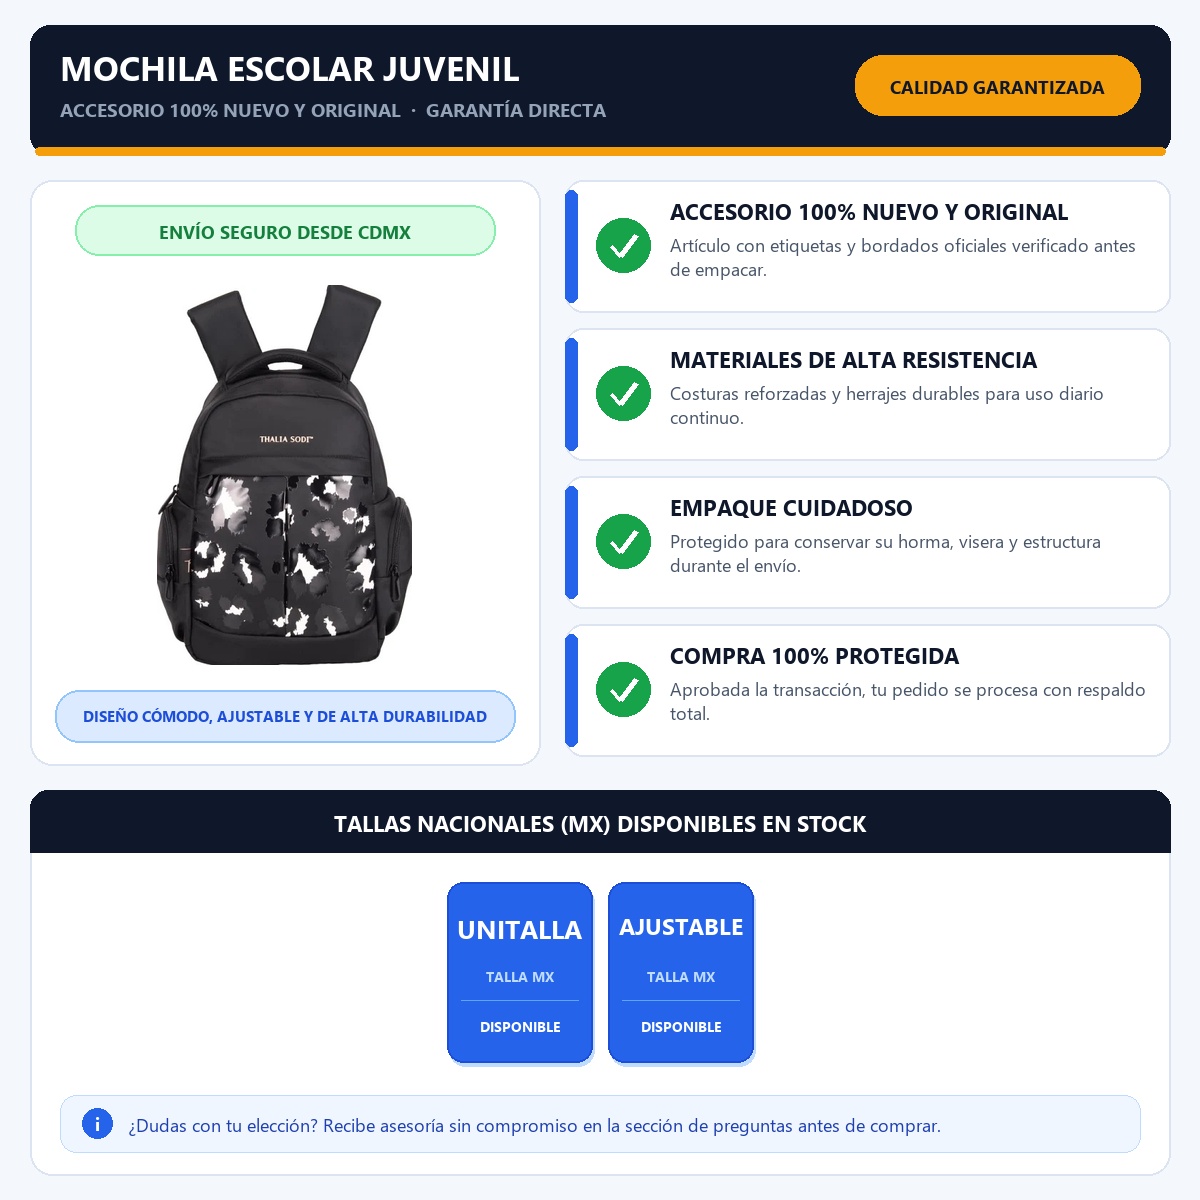 MOCHILA ESCOLAR JUVENIL
ACCESORIO 100% NUEVO Y ORIGINAL · GARANTÍA DIRECTA
CALIDAD GARANTIZADA
ENVÍO SEGURO DESDE CDMX
THALIA SODI™
DISEÑO CÓMODO, AJUSTABLE Y DE ALTA DURABILIDAD
ACCESORIO 100% NUEVO Y ORIGINAL
Artículo con etiquetas y bordados oficiales verificado antes
de empacar.
MATERIALES DE ALTA RESISTENCIA
Costuras reforzadas y herrajes durables para uso diario
continuo.
EMPAQUE CUIDADOSO
Protegido para conservar su horma, visera y estructura
durante el envío.
COMPRA 100% PROTEGIDA
Aprobada la transacción, tu pedido se procesa con respaldo
total.
TALLAS NACIONALES (MX) DISPONIBLES EN STOCK
UNITALLA
TALLA MX
DISPONIBLE
AJUSTABLE
TALLA MX
DISPONIBLE
¿Dudas con tu elección? Recibe asesoría sin compromiso en la sección de preguntas antes de comprar.